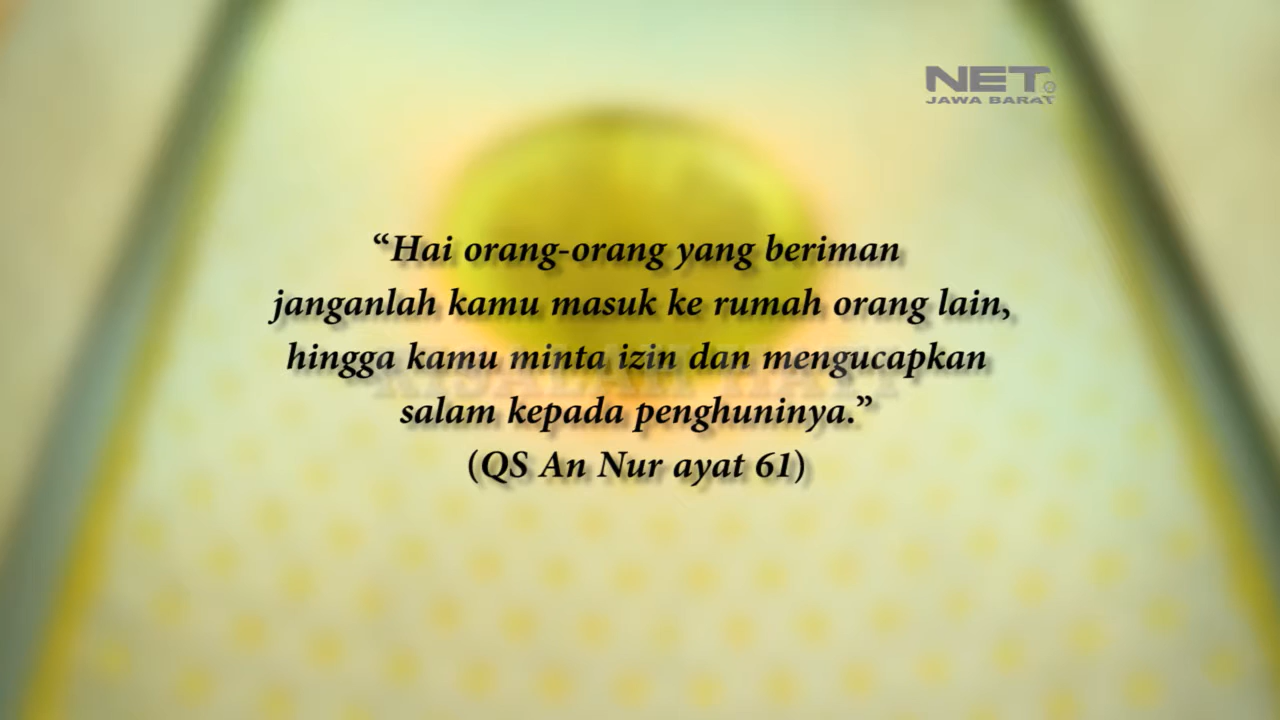 NET.
JAWA BARAT
“Hai orang-orang yang beriman
janganlah kamu masuk ke rumah orang lain,
hingga kamu minta izin dan mengucapkan
salam kepada penghuninya.”
(QS An Nur ayat 61)